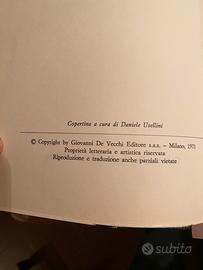 Copertina a cura di Daniele Usellini
© Copyright by Giovanni De Vecchi Editore s.a.s. - Milano, 1971
Proprietà letteraria e artistica riservata
Riproduzione e traduzione anche parziali vietate
subito